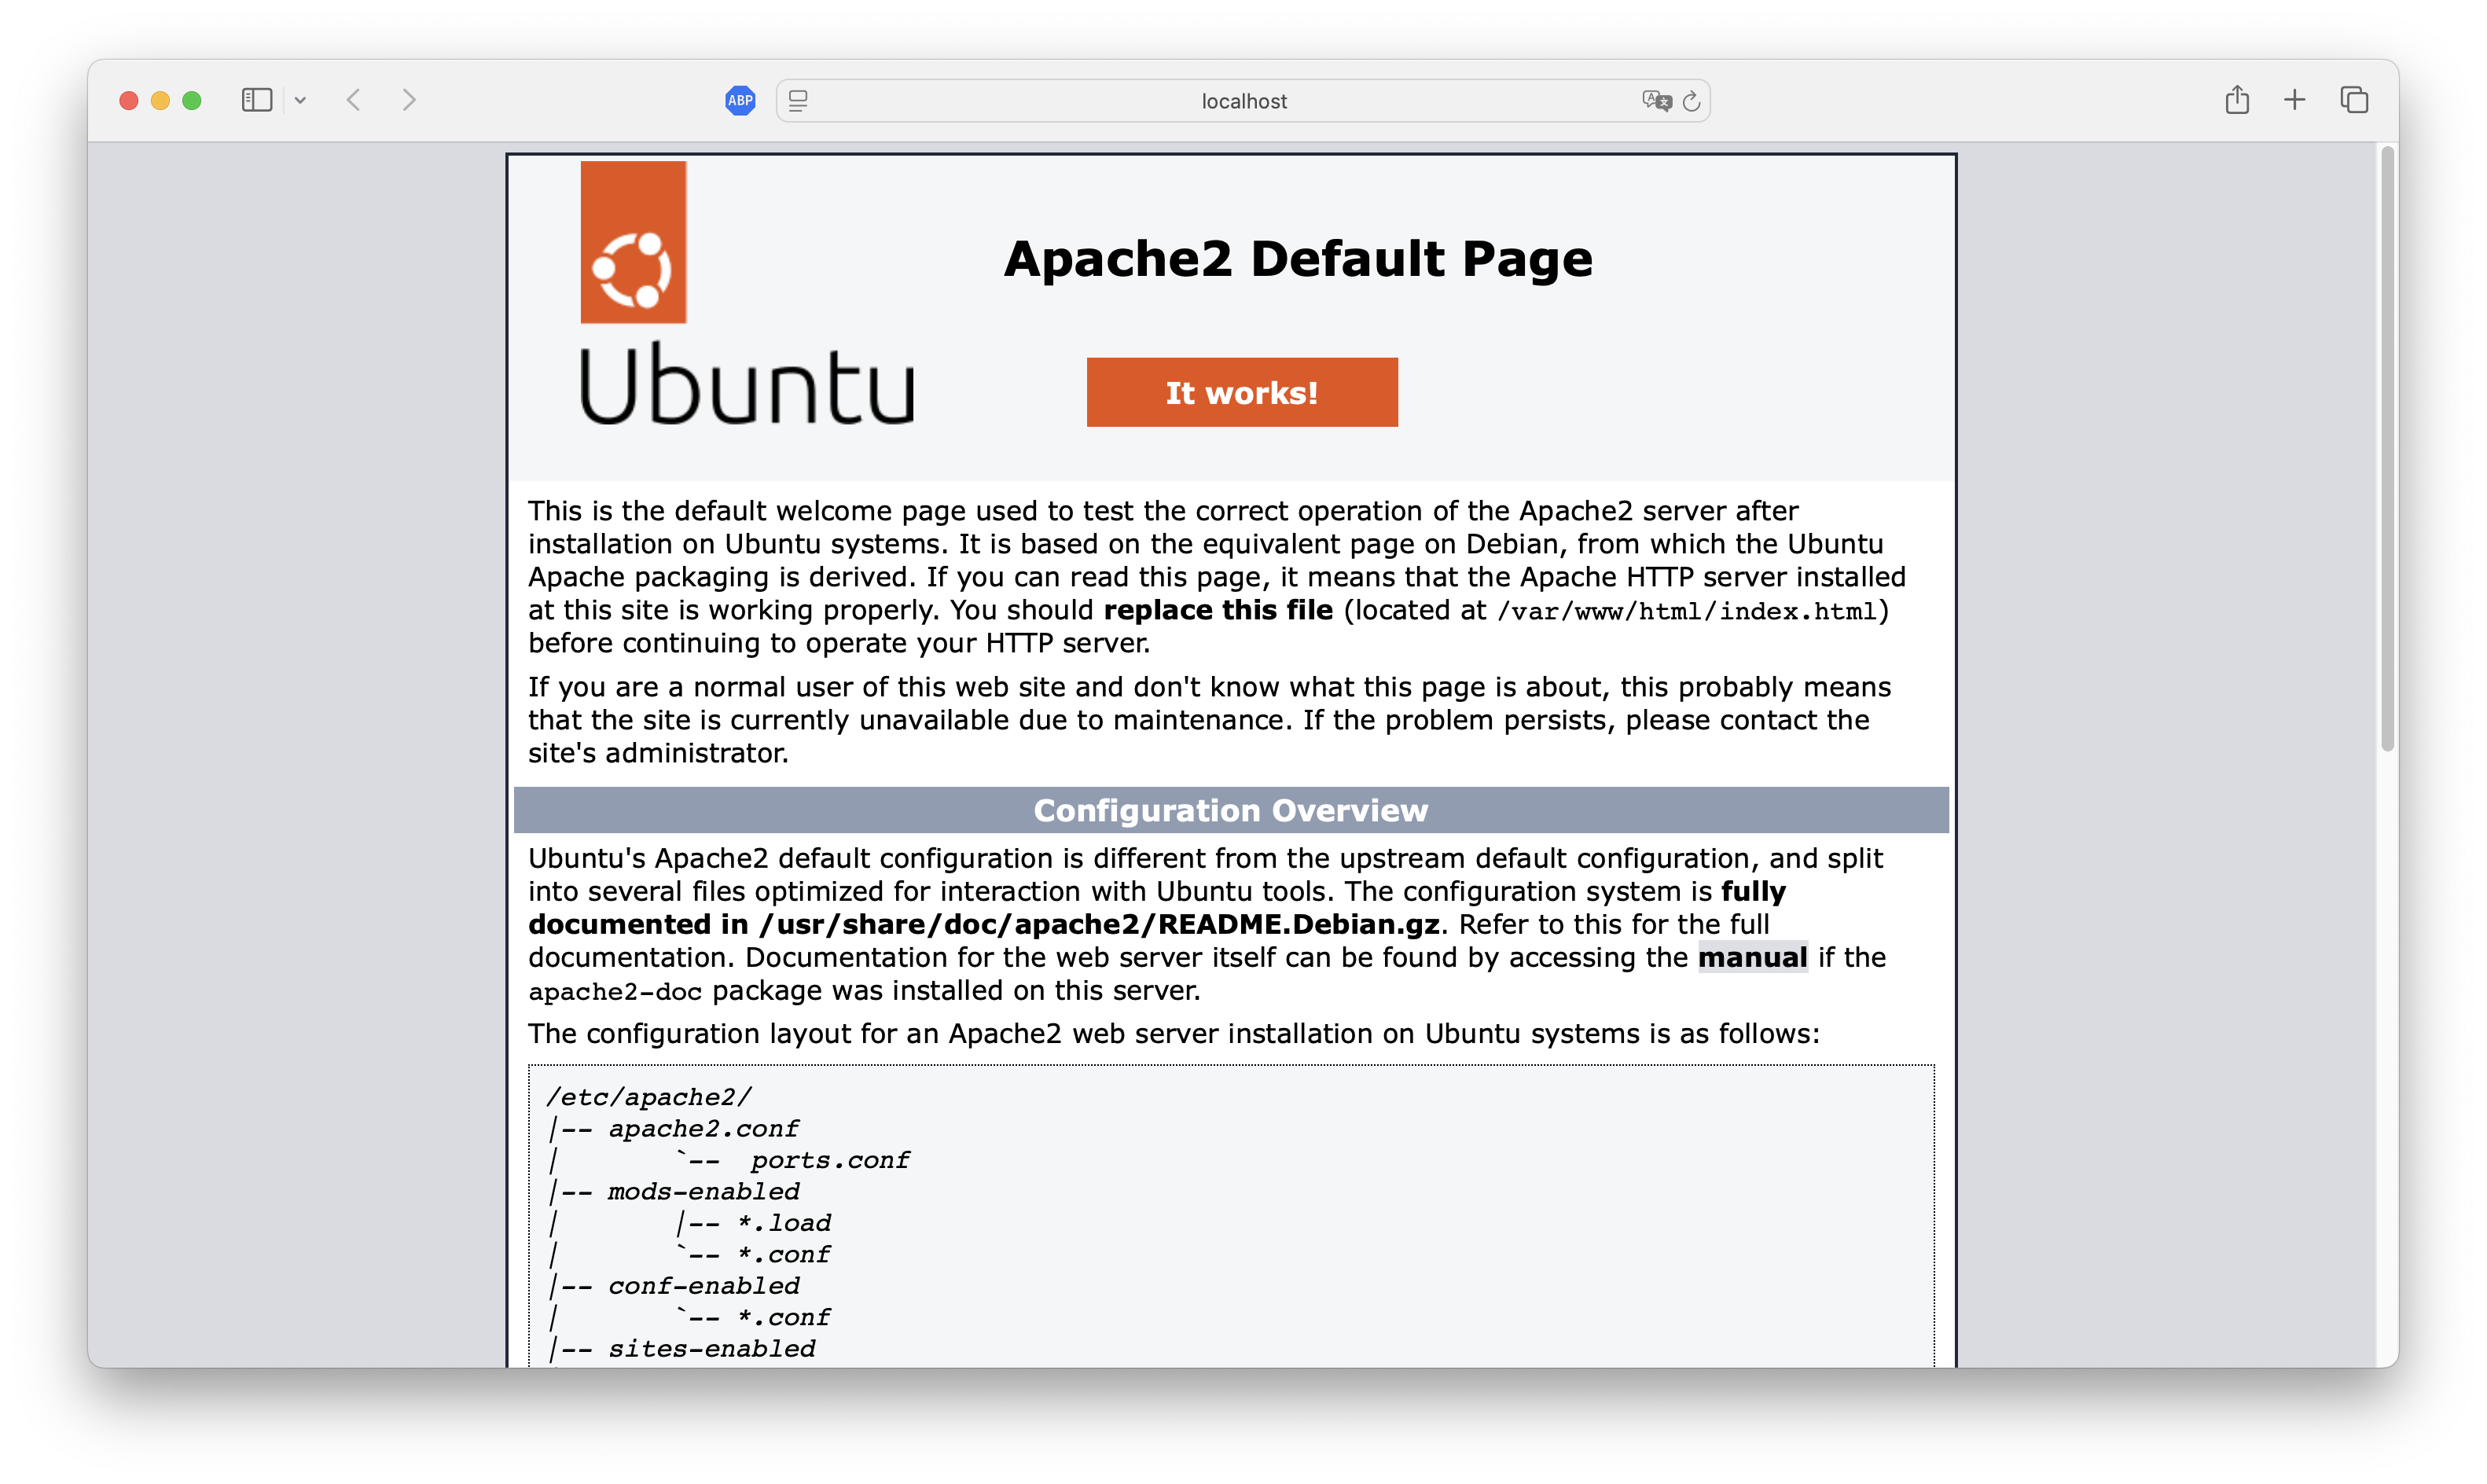 ABP
localhost
Apache2 Default Page
Ubuntu
It works!
This is the default welcome page used to test the correct operation of the Apache2 server after
installation on Ubuntu systems. It is based on the equivalent page on Debian, from which the Ubuntu
Apache packaging is derived. If you can read this page, it means that the Apache HTTP server installed
at this site is working properly. You should replace this file (located at /var/www/html/index.html)
before continuing to operate your HTTP server.
If you are a normal user of this web site and don't know what this page is about, this probably means
that the site is currently unavailable due to maintenance. If the problem persists, please contact the
site's administrator.
Configuration Overview
Ubuntu's Apache2 default configuration is different from the upstream default configuration, and split
into several files optimized for interaction with Ubuntu tools. The configuration system is fully
documented in /usr/share/doc/apache2/README.Debian.gz. Refer to this for the full
documentation. Documentation for the web server itself can be found by accessing the manual if the
apache2-doc package was installed on this server.
The configuration layout for an Apache2 web server installation on Ubuntu systems is as follows:
/etc/apache2/
|-- apache2.conf
|       `--  ports.conf
|-- mods-enabled
|       |-- *.load
|       `-- *.conf
|-- conf-enabled
|       `-- *.conf
|-- sites-enabled